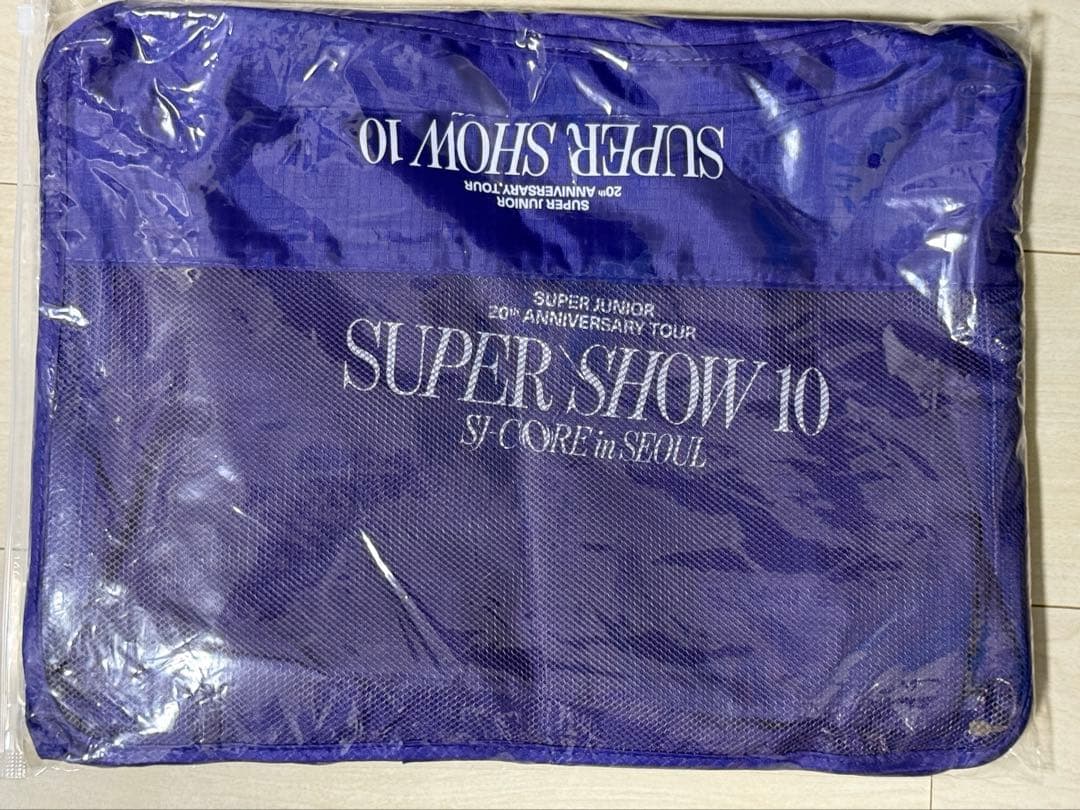 SUPER SHOW 10
20th ANNIVERSARY TOUR
SUPER JUNIOR
SUPER JUNIOR
20th ANNIVERSARY TOUR
SUPER SHOW 10
SJ-CORE in SEOUL